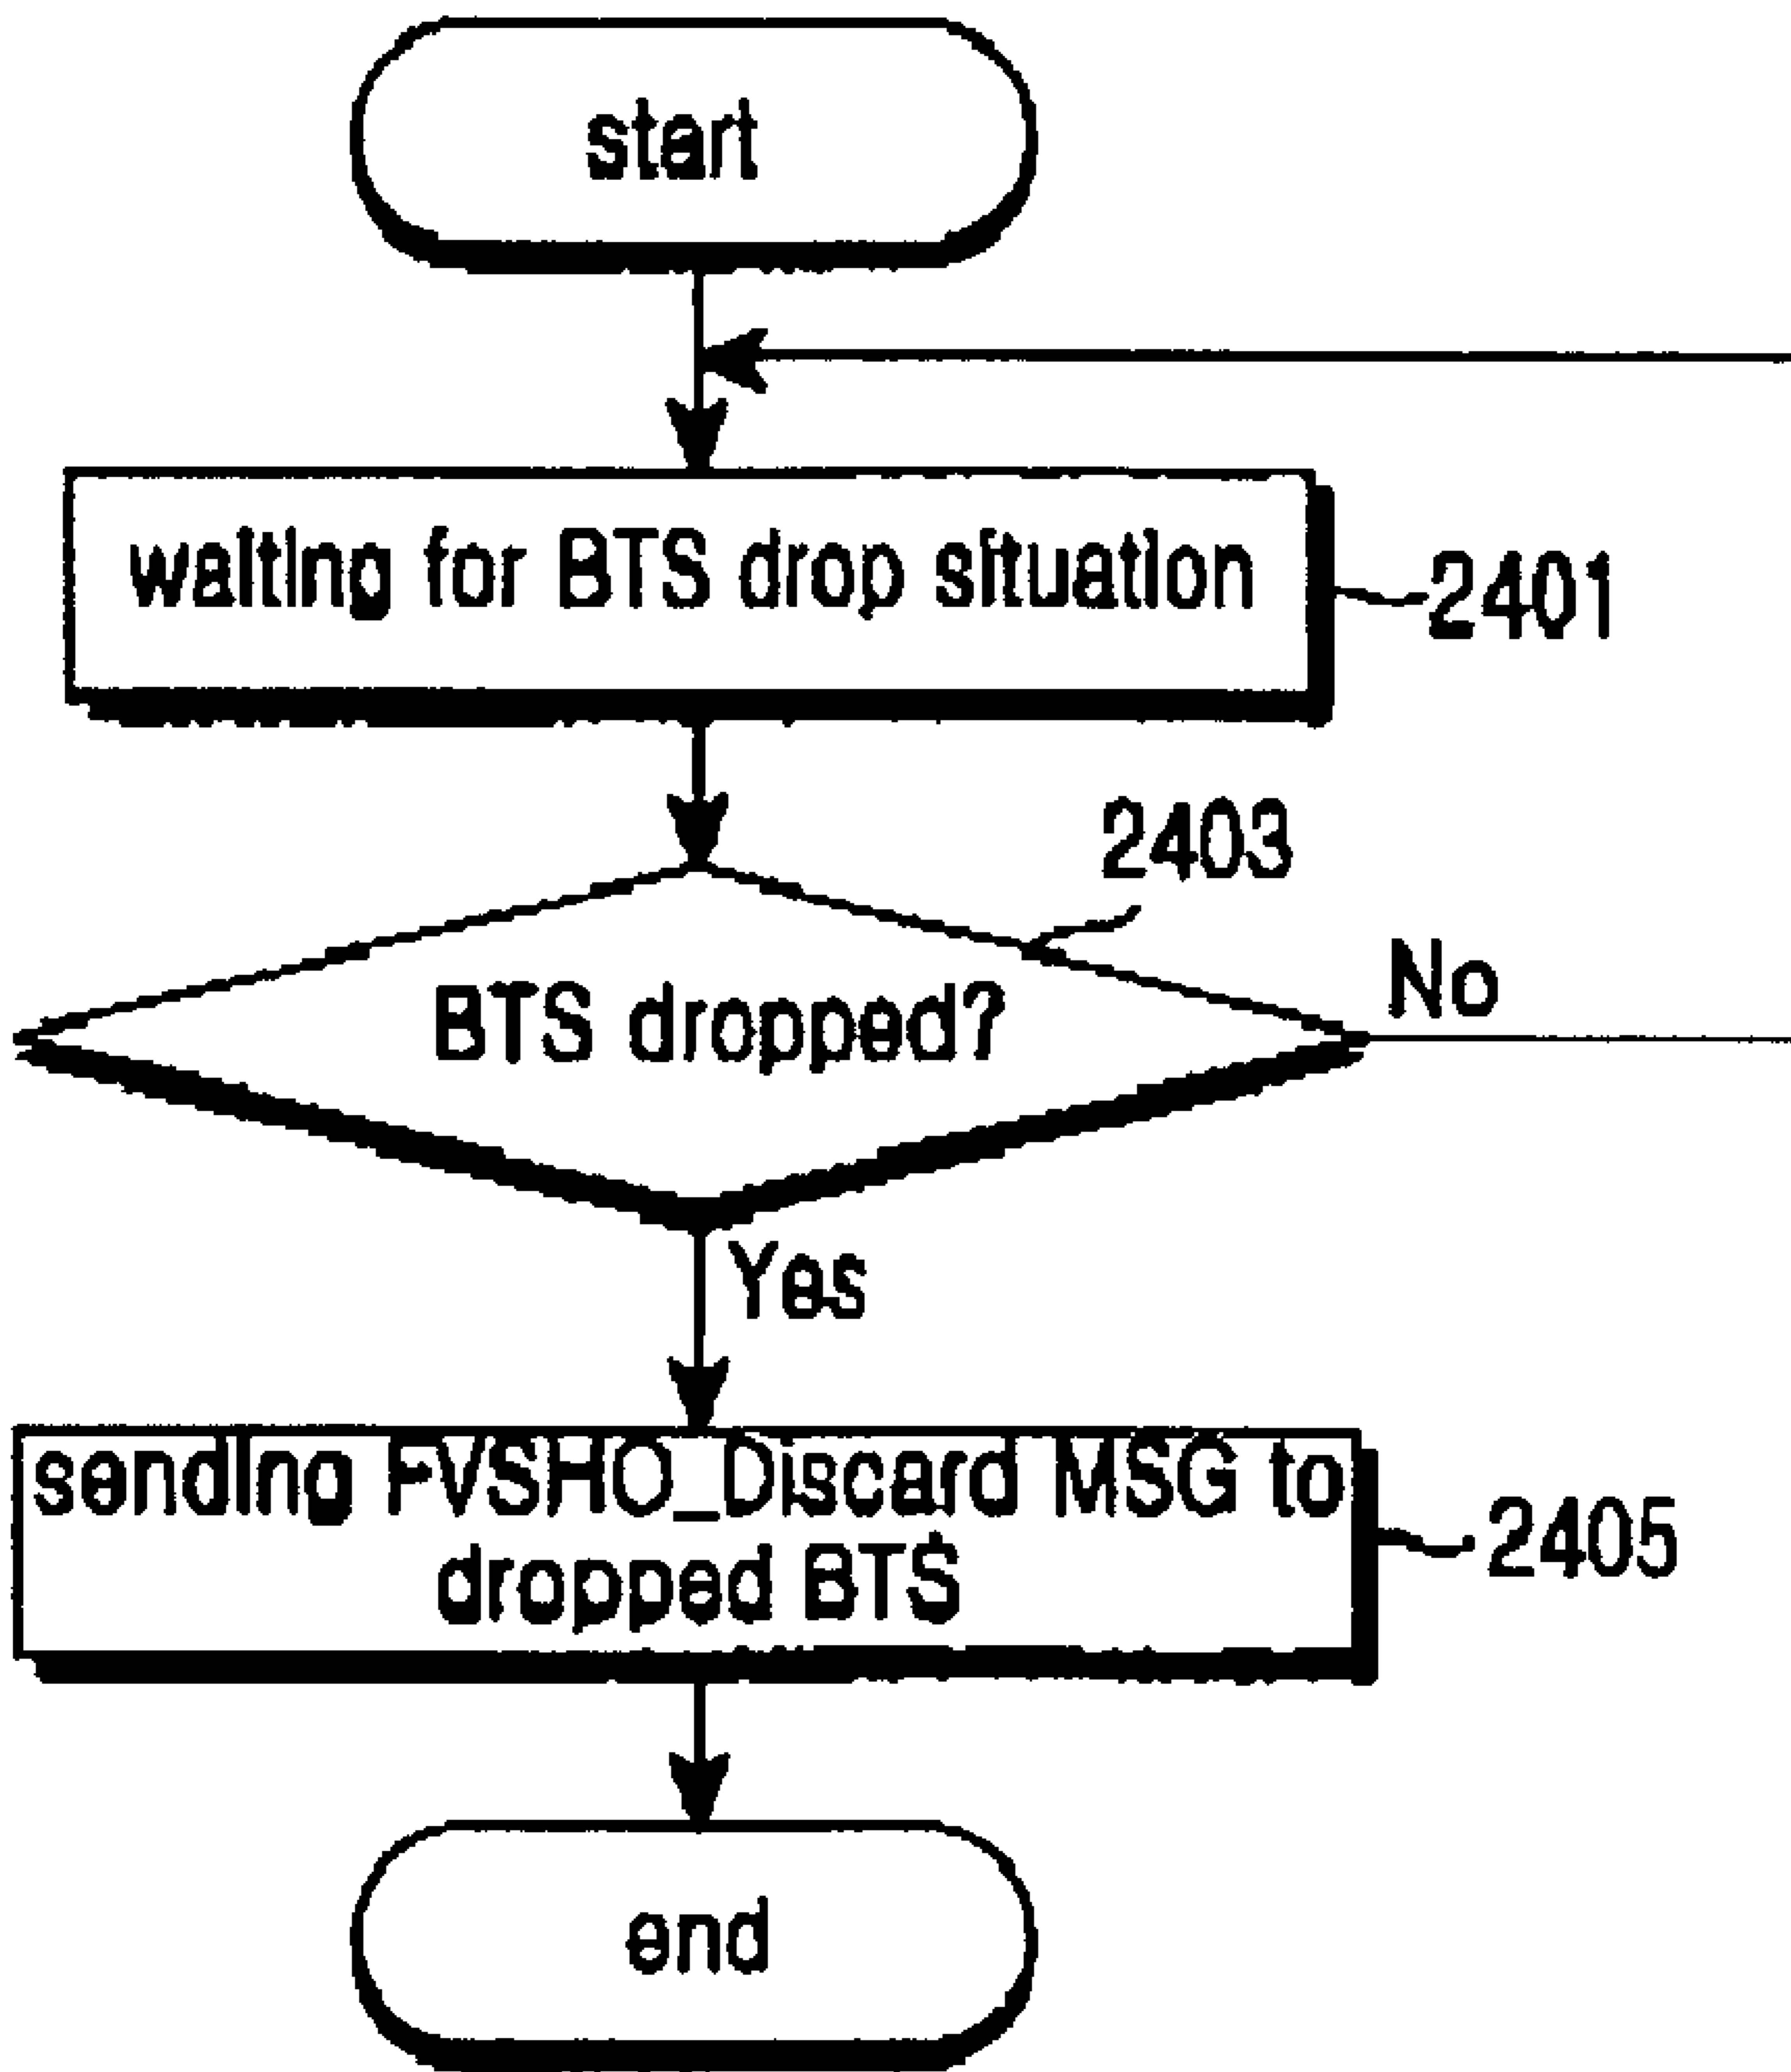 start
waiting for BTS drop situation
2401
2403
BTS dropped?
No
Yes
sending FVSHO_Discard MSG to
dropped BTS
2405
end